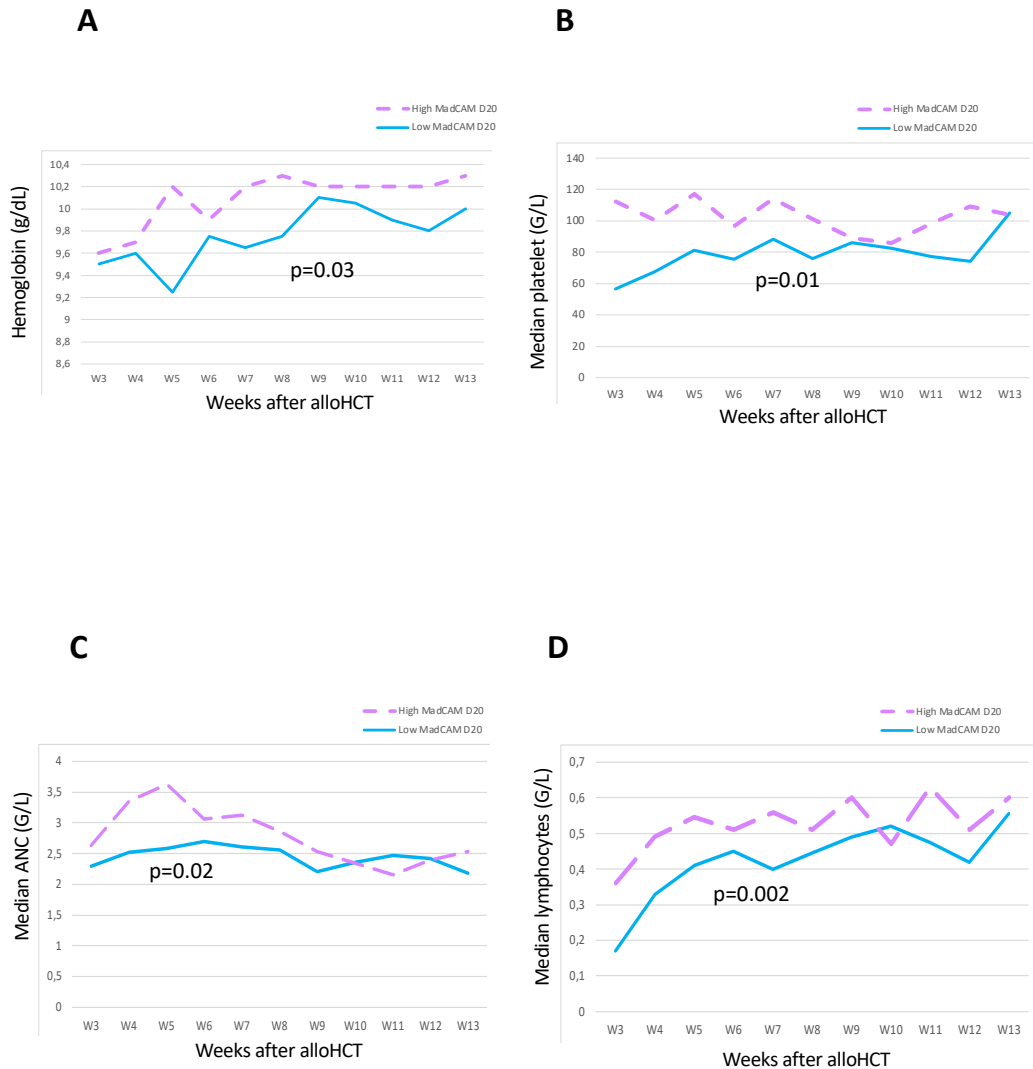 A
High MadCAM D20
Low MadCAM D20
Hemoglobin (g/dL)
10,4
10,2
10
9,8
9,6
9,4
9,2
9
8,8
8,6
p=0.03
W3 W4 W5 W6 W7 W8 W9 W10 W11 W12 W13
Weeks after alloHCT
B
High MadCAM D20
Low MadCAM D20
Median platelet (G/L)
140
120
100
80
60
40
20
0
p=0.01
W3 W4 W5 W6 W7 W8 W9 W10 W11 W12 W13
Weeks after alloHCT
C
High MadCAM D20
Low MadCAM D20
Median ANC (G/L)
4
3,5
3
2,5
2
1,5
1
0,5
0
p=0.02
W3 W4 W5 W6 W7 W8 W9 W10 W11 W12 W13
Weeks after alloHCT
D
High MadCAM D20
Low MadCAM D20
Median lymphocytes (G/L)
0,7
0,6
0,5
0,4
0,3
0,2
0,1
0
p=0.002
W3 W4 W5 W6 W7 W8 W9 W10 W11 W12 W13
Weeks after alloHCT